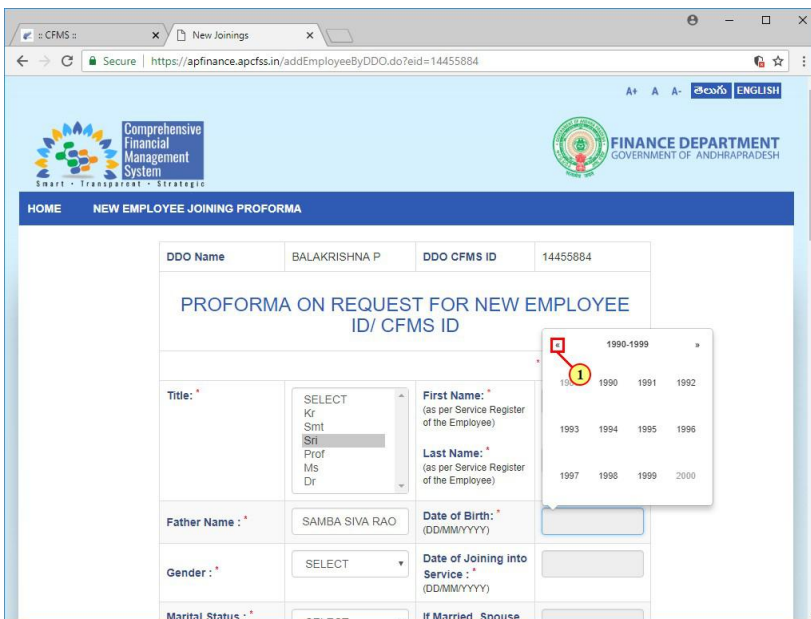 :: CFMS ::
New Joinings
Secure
https://apfinance.apcfss.in/addEmployeeByDDO.do?eid=14455884
A+ A A- తెలుగు ENGLISH
Comprehensive
Financial
Management
System
Smart • Transparent • Strategic
FINANCE DEPARTMENT
GOVERNMENT OF ANDHRAPRADESH
HOME NEW EMPLOYEE JOINING PROFORMA
DDO Name BALAKRISHNA P DDO CFMS ID 14455884
PROFORMA ON REQUEST FOR NEW EMPLOYEE
ID/ CFMS ID
« 1990-1999 »
1990 1991 1992
1993 1994 1995 1996
1997 1998 1999 2000
1
*
Title: *
SELECT
Kr
Smt
Sri
Prof
Ms
Dr
First Name: *
(as per Service Register
of the Employee)
Last Name: *
(as per Service Register
of the Employee)
Father Name : * SAMBA SIVA RAO
Date of Birth: *
(DD/MM/YYYY)
Gender : * SELECT
Date of Joining into
Service : *
(DD/MM/YYYY)
Marital Status : *
If Married, Spouse